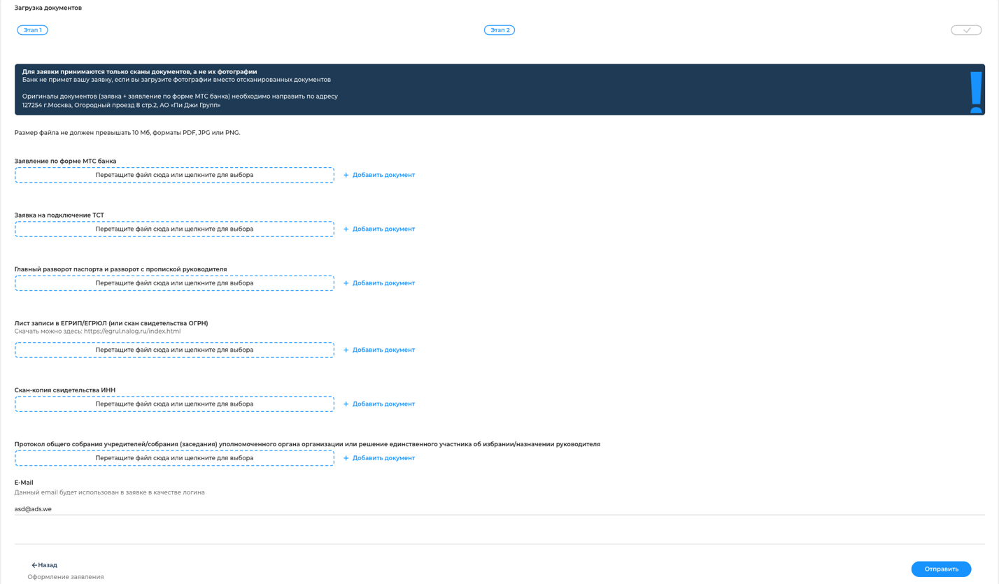 Загрузка документов
Этап 1
Этап 2
Для заявки принимаются только сканы документов, а не их фотографии
Банк не примет вашу заявку, если вы загрузите фотографии вместо отсканированных документов
Оригиналы документов (заявка + заявление по форме МТС банка) необходимо направить по адресу
127254 г.Москва, Огородный проезд 8 стр.2, АО «Пи Джи Групп»
Размер файла не должен превышать 10 Мб, форматы PDF, JPG или PNG.
Заявление по форме МТС банка
Перетащите файл сюда или щелкните для выбора
+ Добавить документ
Заявка на подключение ТСТ
Перетащите файл сюда или щелкните для выбора
+ Добавить документ
Главный разворот паспорта и разворот с пропиской руководителя
Перетащите файл сюда или щелкните для выбора
+ Добавить документ
Лист записи в ЕГРИП/ЕГРЮЛ (или скан свидетельства ОГРН)
Скачать можно здесь: https://egrul.nalog.ru/index.html
Перетащите файл сюда или щелкните для выбора
+ Добавить документ
Скан-копия свидетельства ИНН
Перетащите файл сюда или щелкните для выбора
+ Добавить документ
Протокол общего собрания учредителей/собрания (заседания) уполномоченного органа организации или решение единственного участника об избрании/назначении руководителя
Перетащите файл сюда или щелкните для выбора
+ Добавить документ
E-Mail
Данный email будет использован в заявке в качестве логина
asd@ads.we
Назад
Оформление заявления
Отправить